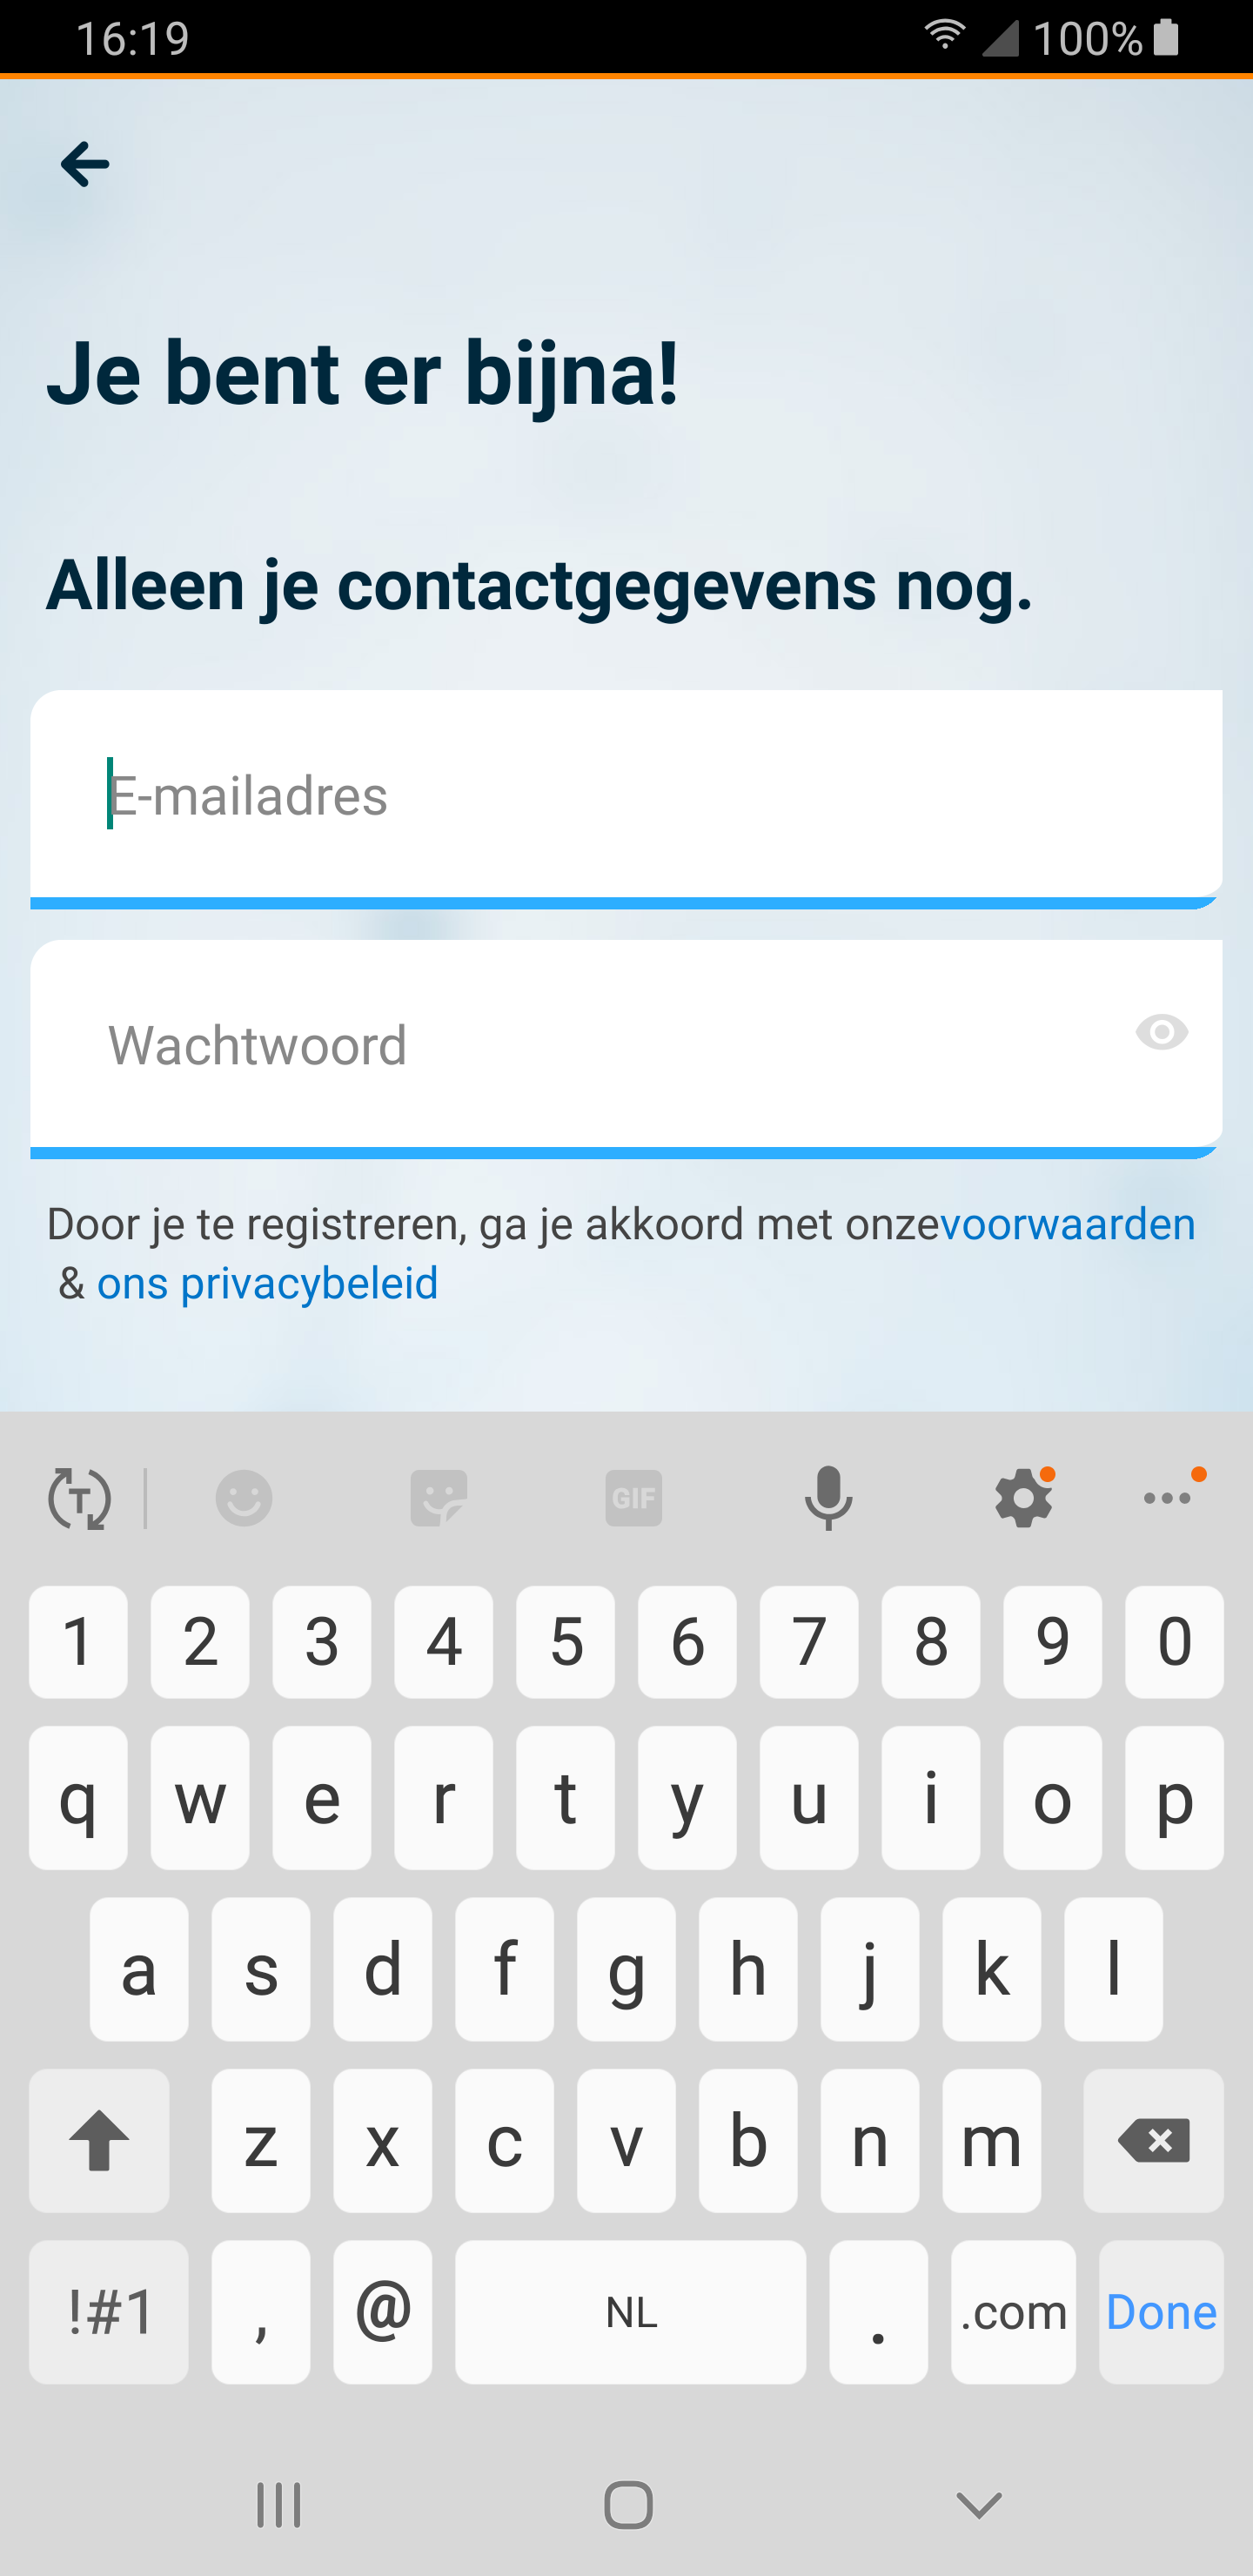 16:19 100%
Je bent er bijna!
Alleen je contactgegevens nog.
E-mailadres
Wachtwoord
Door je te registreren, ga je akkoord met onzevoorwaarden
& ons privacybeleid
T GIF
1 2 3 4 5 6 7 8 9 0
q w e r t y u i o p
a s d f g h j k l
z x c v b n m
!#1 , @ NL . .com Done